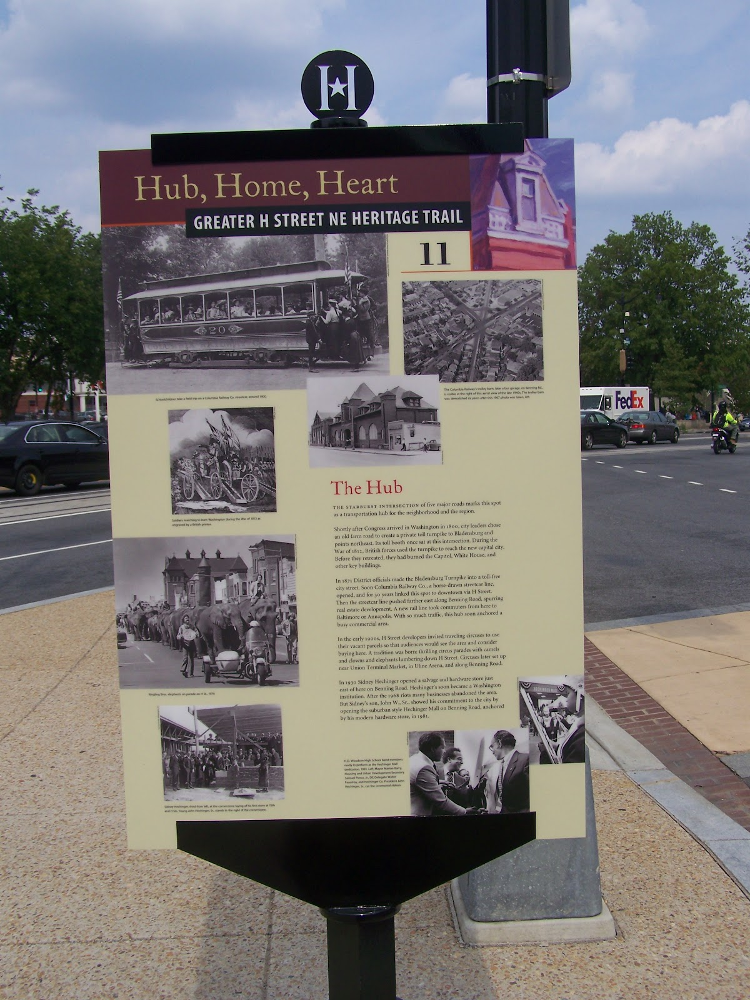 H
Hub, Home, Heart
GREATER H STREET NE HERITAGE TRAIL
11
20
Schoolchildren take a field trip on a Columbia Railway Co. streetcar, around 1900.
The Columbia Railway's trolley barn, later a bus garage, on Benning Rd.,
is visible at the right of this aerial view of the late 1940s. The trolley barn
was demolished six years after this 1967 photo was taken, left.
FedEx
Soldiers marching to burn Washington during the War of 1812 as
engraved by a British printer.
The Hub
THE STARBURST INTERSECTION of five major roads marks this spot
as a transportation hub for the neighborhood and the region.
Shortly after Congress arrived in Washington in 1800, city leaders chose
an old farm road to create a private toll turnpike to Bladensburg and
points northeast. Its toll booth once sat at this intersection. During the
War of 1812, British forces used the turnpike to reach the new capital city.
Before they retreated, they had burned the Capitol, White House, and
other key buildings.
In 1871 District officials made the Bladensburg Turnpike into a toll-free
city street. Soon Columbia Railway Co., a horse-drawn streetcar line,
opened, and for 30 years linked this spot to downtown via H Street.
Then the streetcar line pushed farther east along Benning Road, spurring
real estate development. A new rail line took commuters from here to
Baltimore or Annapolis. With so much traffic, this hub soon anchored a
busy commercial area.
In the early 1900s, H Street developers invited traveling circuses to use
their vacant parcels so that audiences would see the area and consider
buying here. A tradition was born: thrilling circus parades with camels
and clowns and elephants lumbering down H Street. Circuses later set up
near Union Terminal Market, in Uline Arena, and along Benning Road.
In 1930 Sidney Hechinger opened a salvage and hardware store just
east of here on Benning Road. Hechinger's soon became a Washington
institution. After the 1968 riots many businesses abandoned the area.
But Sidney's son, John W., Sr., showed his commitment to the city by
opening the suburban style Hechinger Mall on Benning Road, anchored
by his modern hardware store, in 1981.
Ringling Bros. elephants on parade on H St., 1979.
HECHINGER MALL
H.D. Woodson High School band members
ready to perform at the Hechinger Mall
dedication, 1981. Left, Mayor Marion Barry,
Housing and Urban Development Secretary
Samuel Pierce, Jr., DC Delegate Walter
Fauntroy, and Hechinger Co. President John
Hechinger, Sr., cut the ceremonial ribbon.
Sidney Hechinger, third from left, at the cornerstone laying of his first store at 15th
and H Sts. Young John Hechinger, Sr., stands to the right of the cornerstone.